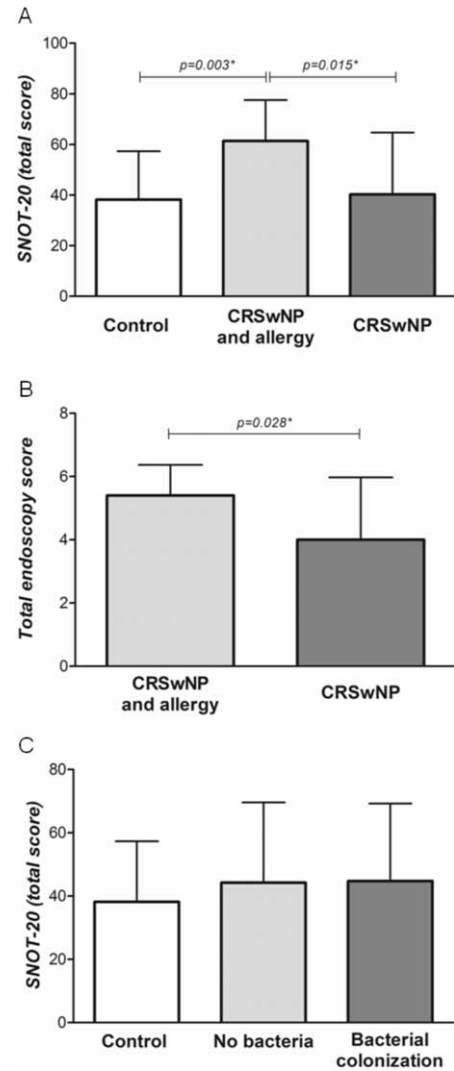 A
SNOT-20 (total score)
100
80
60
40
20
0
p=0.003*
p=0.015*
Control
CRSwNP
and allergy
CRSwNP
B
Total endoscopy score
8
6
4
2
0
p=0.028*
CRSwNP
and allergy
CRSwNP
C
SNOT-20 (total score)
80
60
40
20
0
Control
No bacteria
Bacterial
colonization